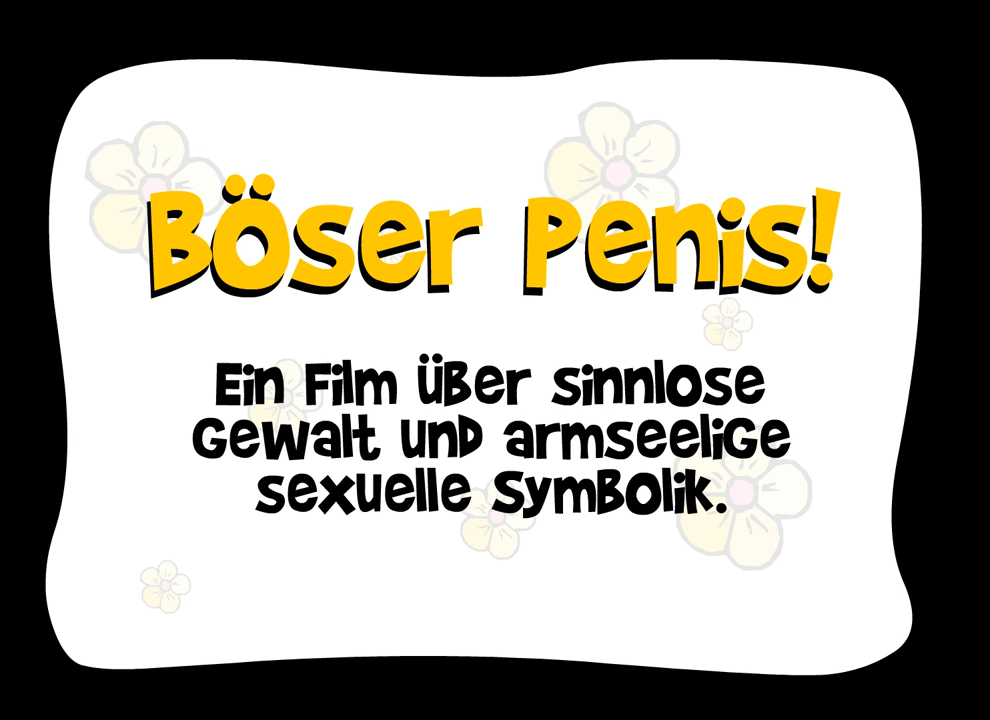 Böser Penis!
Ein Film über sinnlose
Gewalt und armseelige
sexuelle Symbolik.